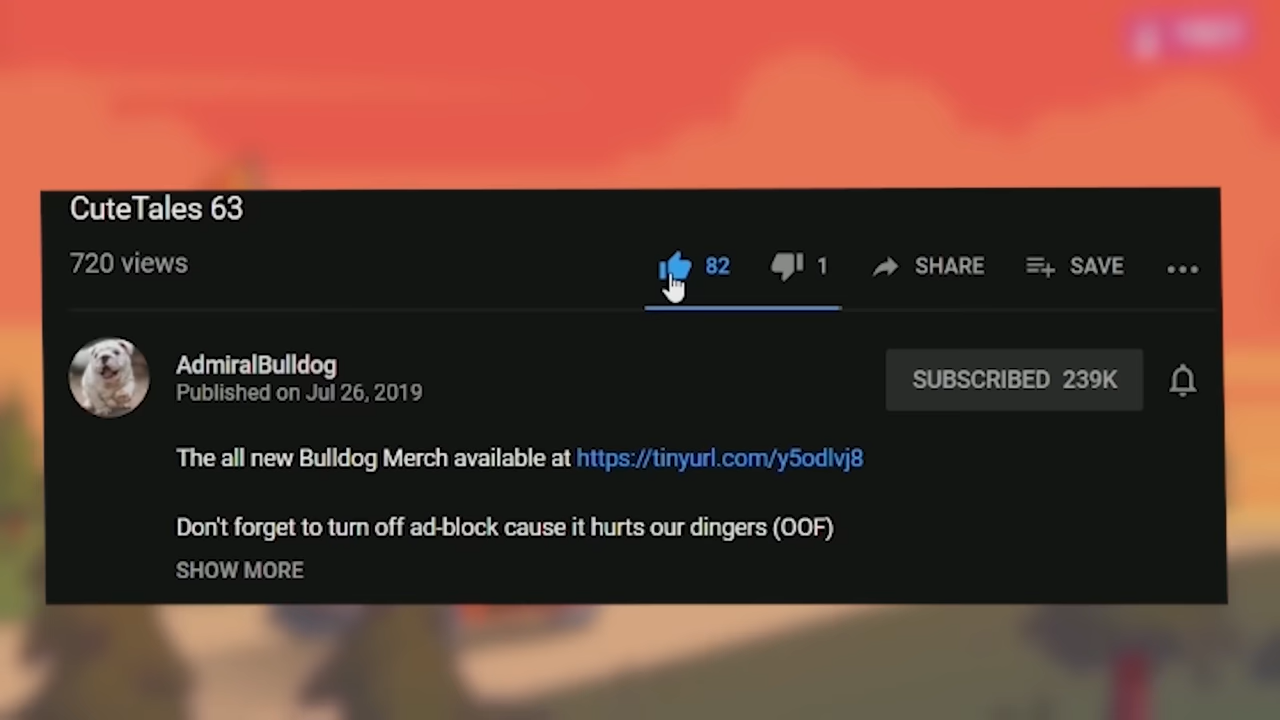 CuteTales 63
720 views
82 1 SHARE SAVE
AdmiralBulldog
Published on Jul 26, 2019
SUBSCRIBED 239K
The all new Bulldog Merch available at https://tinyurl.com/y5odlvj8
Don't forget to turn off ad-block cause it hurts our dingers (OOF)
SHOW MORE